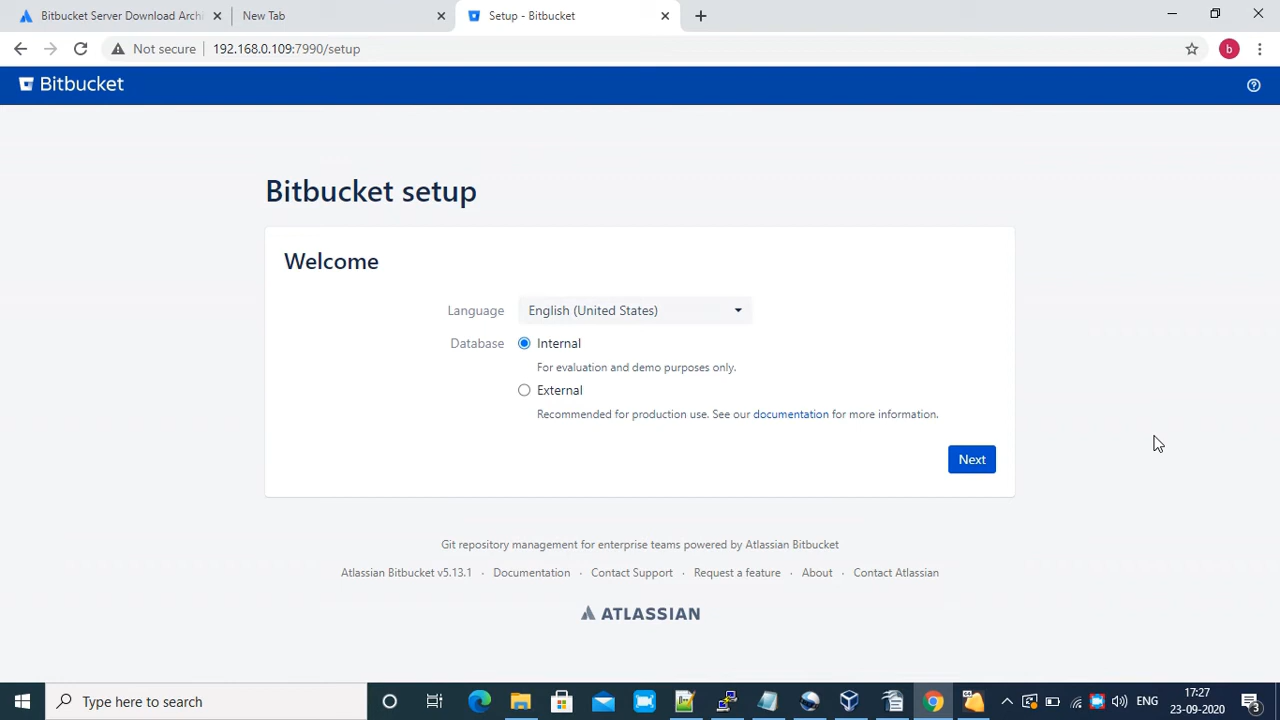 Bitbucket Server Download Archi
New Tab
Setup - Bitbucket
Not secure
192.168.0.109:7990/setup
b
Bitbucket
Bitbucket setup
Welcome
Language English (United States)
Database Internal
For evaluation and demo purposes only.
External
Recommended for production use. See our documentation for more information.
Next
Git repository management for enterprise teams powered by Atlassian Bitbucket
Atlassian Bitbucket v5.13.1 · Documentation · Contact Support · Request a feature · About · Contact Atlassian
ATLASSIAN
Type here to search
ENG
17:27
23-09-2020
3